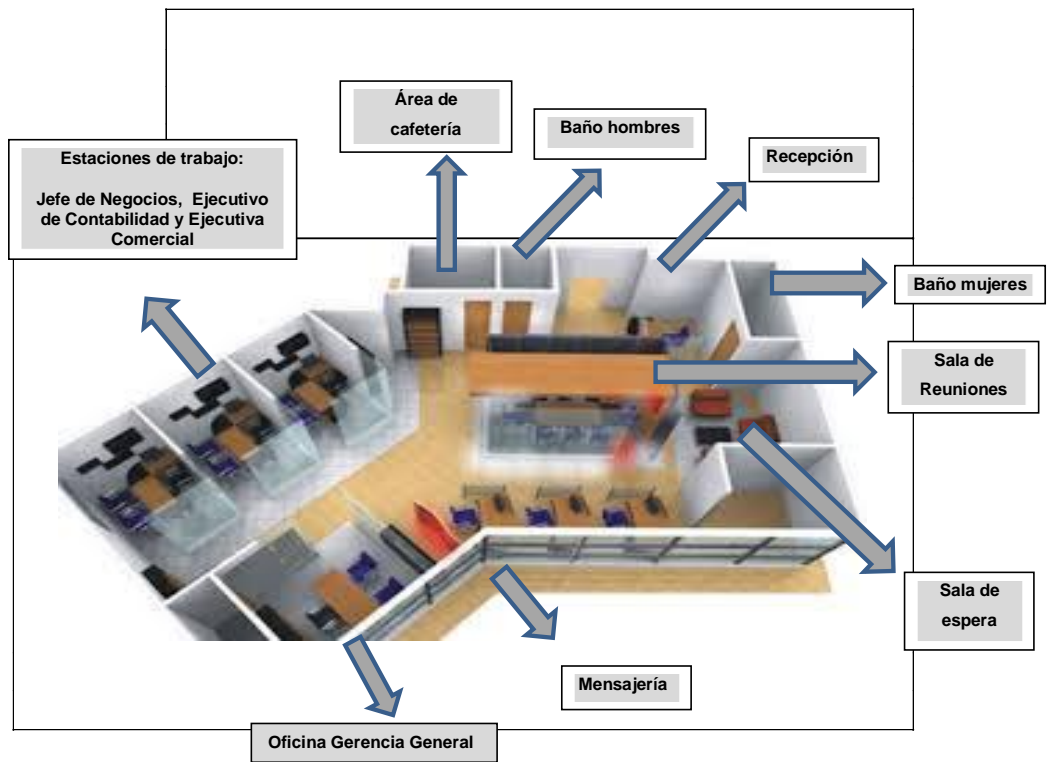 Área de
cafetería
Baño hombres
Recepción
Estaciones de trabajo:
Jefe de Negocios, Ejecutivo
de Contabilidad y Ejecutiva
Comercial
Baño mujeres
Sala de
Reuniones
Sala de
espera
Mensajería
Oficina Gerencia General